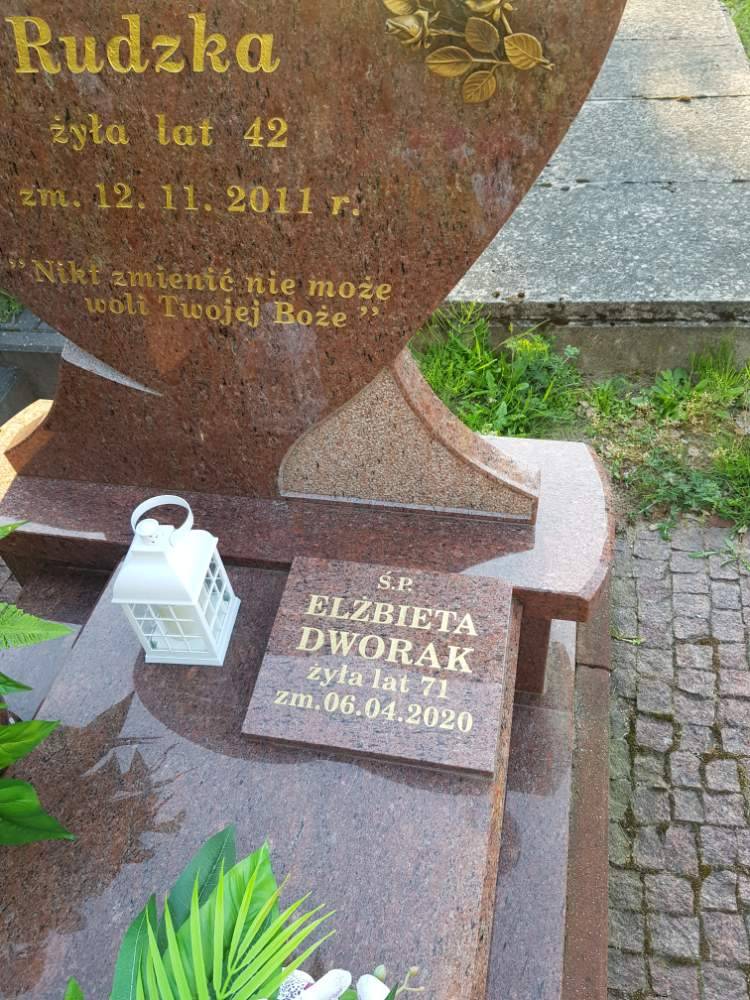 Rudzka
żyła lat 42
zm. 12. 11. 2011 r.
"Nikt zmienić nie może
woli Twojej Boże"
Ś.P.
ELŻBIETA
DWORAK
żyła lat 71
zm.06.04.2020